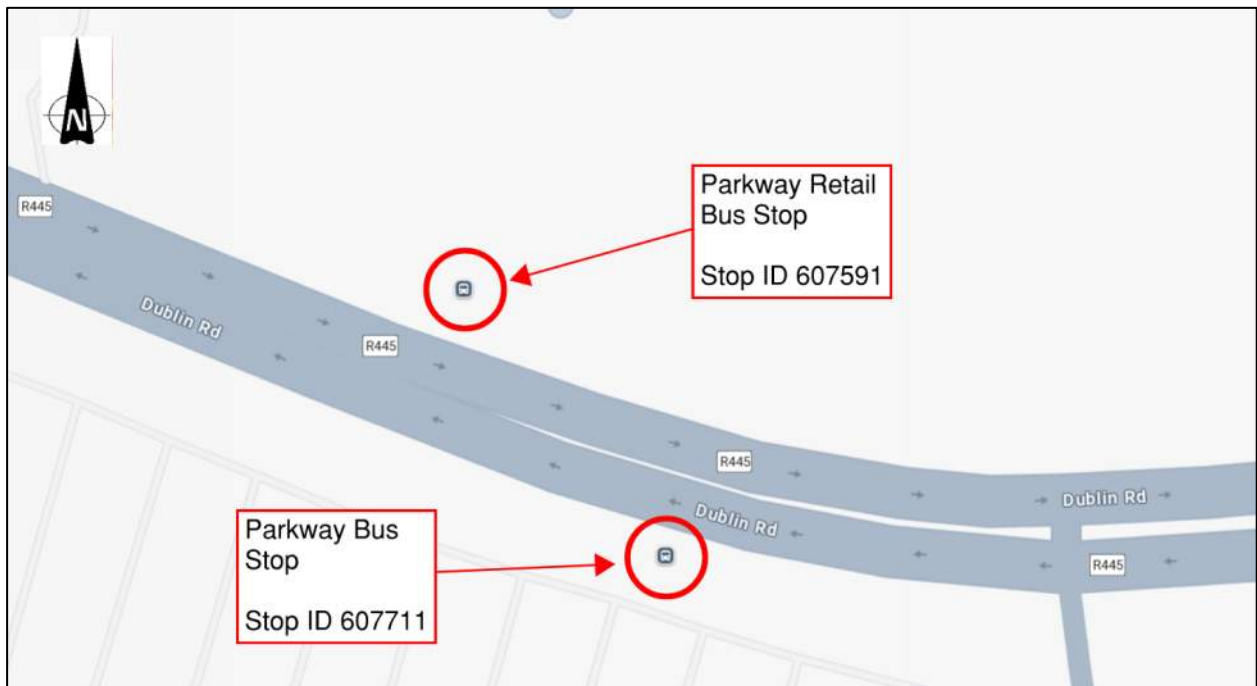 N
R445
Parkway Retail
Bus Stop
Stop ID 607591
Dublin Rd
R445
R445
Dublin Rd
Dublin Rd
Parkway Bus
Stop
Stop ID 607711
R445